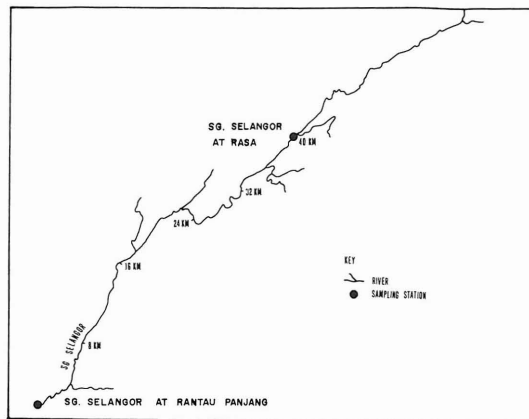 SG. SELANGOR
AT RASA
40 KM
32 KM
24 KM
16 KM
KEY
RIVER
SAMPLING STATION
8 KM
SG SELANGOR
SG. SELANGOR AT RANTAU PANJANG